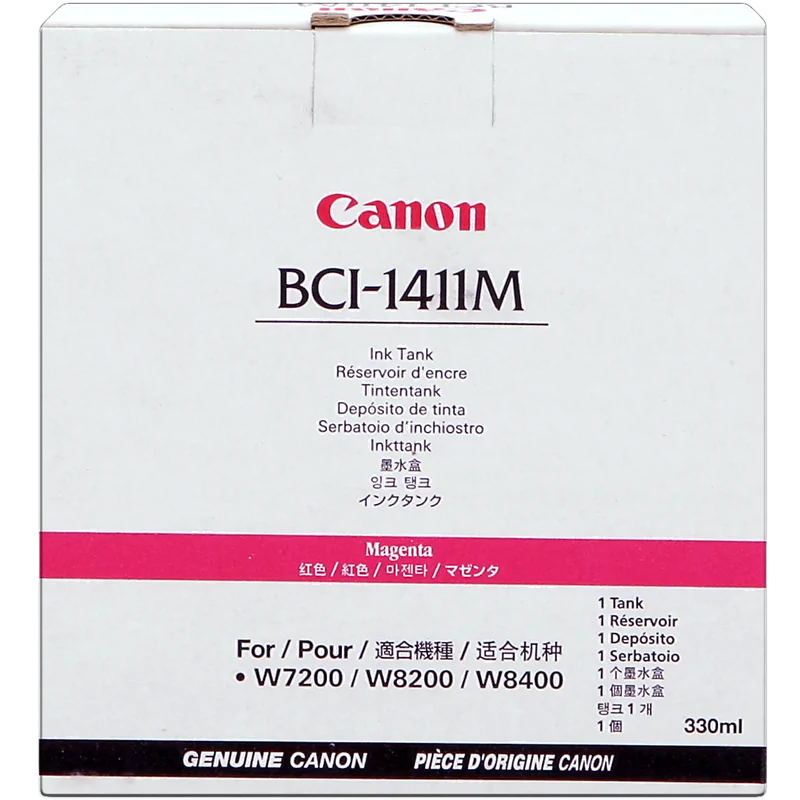 Canon
BCI-1411M
Ink Tank
Réservoir d'encre
Tintentank
Depósito de tinta
Serbatoio d'inchiostro
Inkttank
墨水盒
잉크 탱크
インクタンク
Magenta
红色 / 紅色 / 마젠타 / マゼンタ
For / Pour / 適合機種 / 适合机种
• W7200 / W8200 / W8400
1 Tank
1 Réservoir
1 Depósito
1 Serbatoio
1 个墨水盒
1 個墨水盒
탱크 1 개
1 個
330ml
GENUINE CANON PIÈCE D'ORIGINE CANON